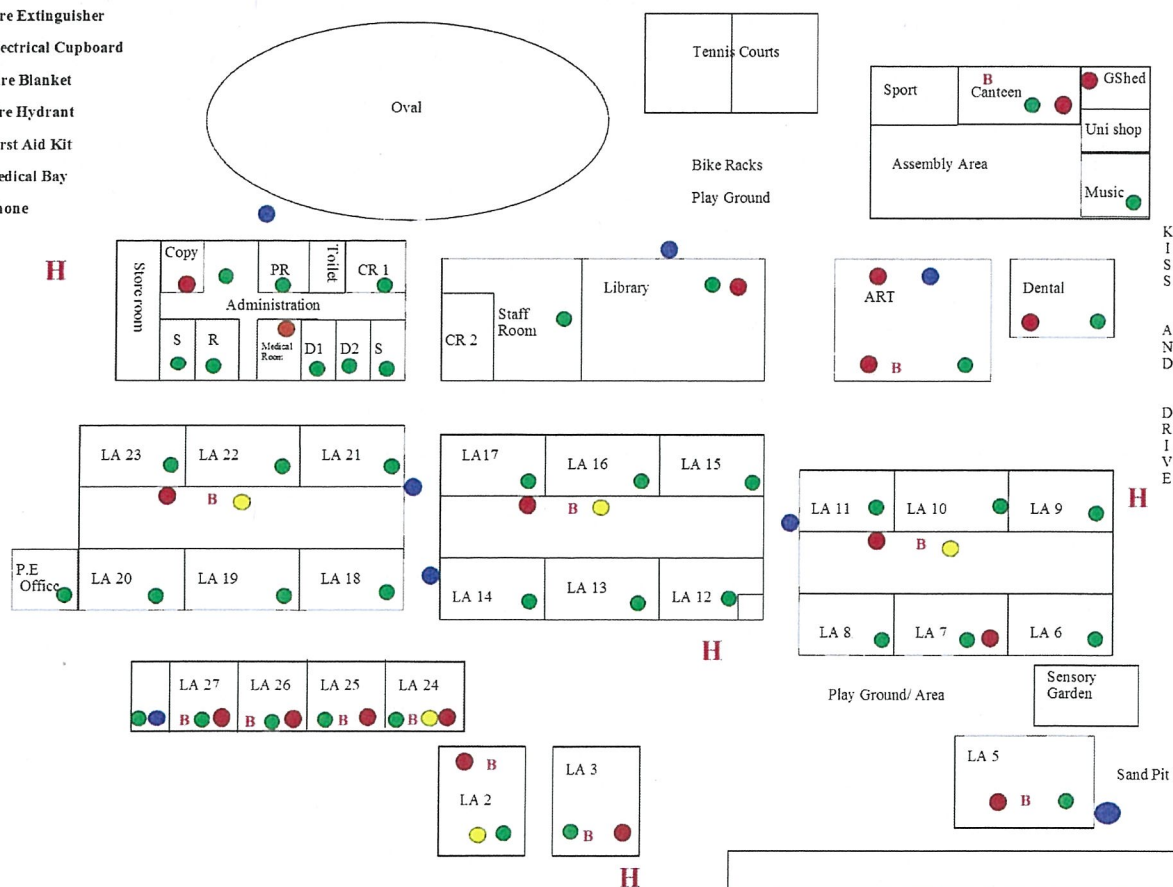 re Extinguisher
ectrical Cupboard
re Blanket
re Hydrant
rst Aid Kit
edical Bay
hone
Oval
Tennis Courts
Sport
B
Canteen
GShed
Uni shop
Assembly Area
Music
Bike Racks
Play Ground
H
Store room
Copy
PR
Toilet
CR 1
Administration
S
R
Medical
Room
D1
D2
S
CR 2
Staff
Room
Library
ART
B
Dental
KISS AND DRIVE
LA 23
LA 22
LA 21
B
P.E
Office
LA 20
LA 19
LA 18
LA17
LA 16
LA 15
B
LA 14
LA 13
LA 12
H
LA 11
LA 10
LA 9
B
H
LA 8
LA 7
LA 6
Play Ground/ Area
Sensory
Garden
LA 27
LA 26
LA 25
LA 24
B
B
B
B
B
LA 2
LA 3
B
H
LA 5
B
Sand Pit